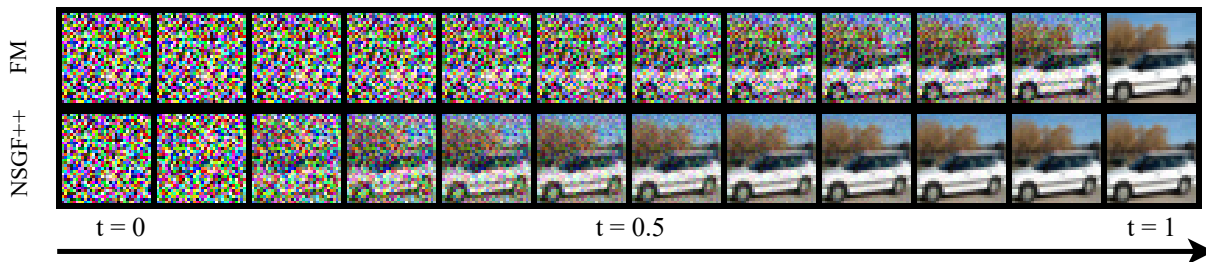 FM
NSGF++
t = 0
t = 0.5
t = 1